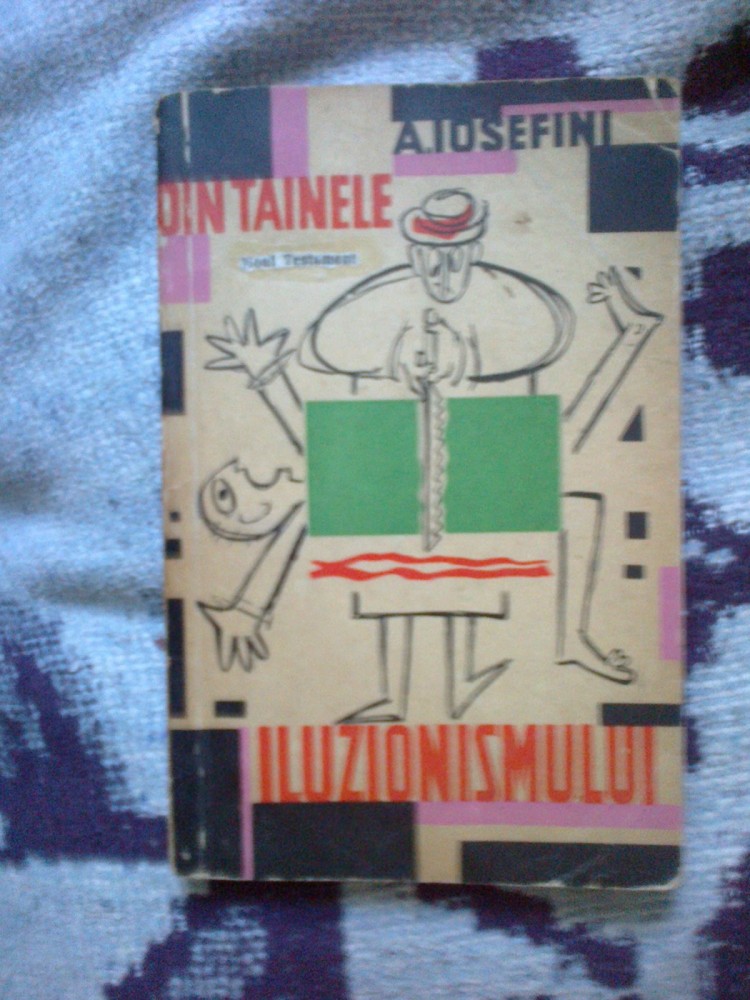 A.IOSEFINI
DIN TAINELE
Noul Testament
ILUZIONISMULUI